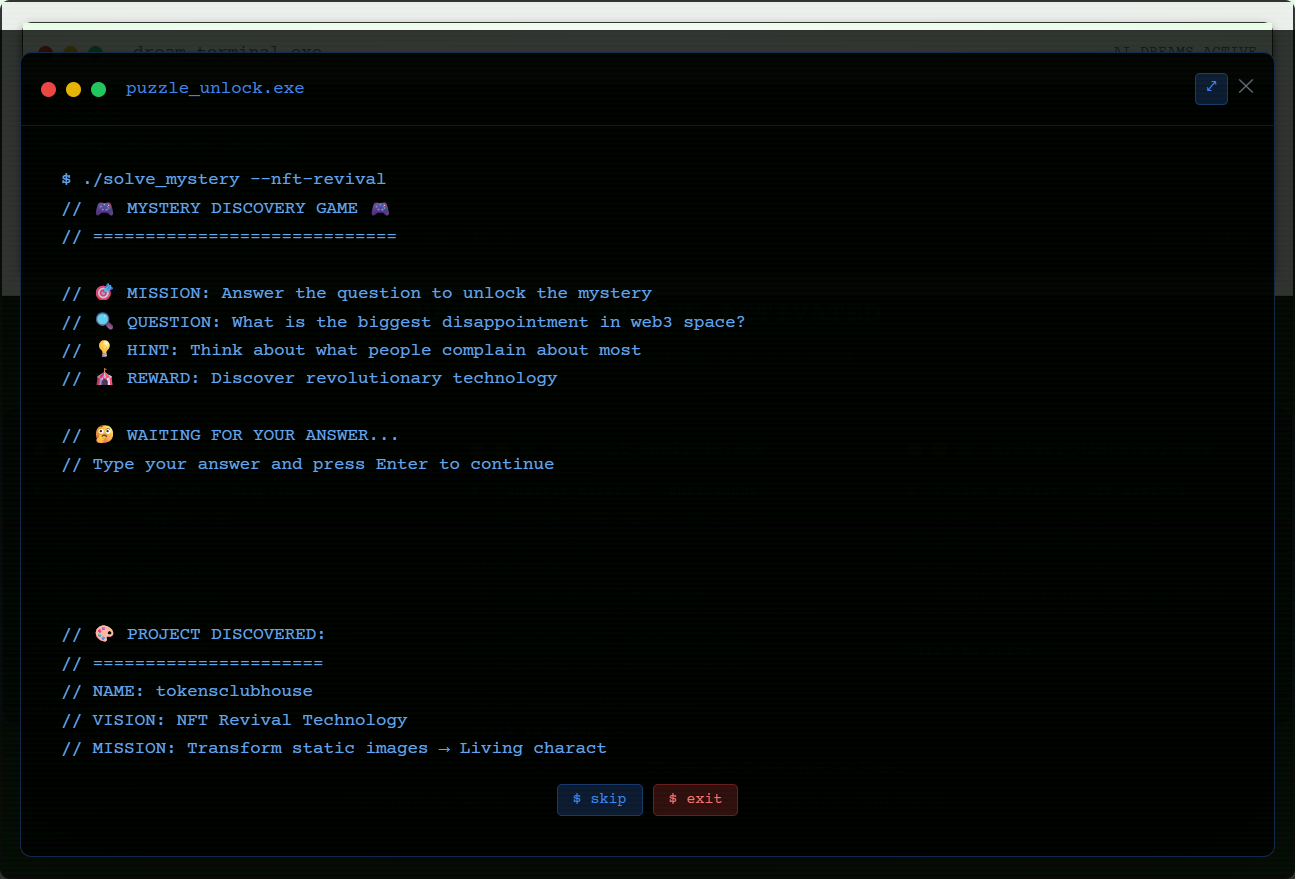 dream_terminal.exe
AI DREAMS ACTIVE
puzzle_unlock.exe
$ ./solve_mystery --nft-revival
// 🎮 MYSTERY DISCOVERY GAME 🎮
// =============================
// 🎯 MISSION: Answer the question to unlock the mystery
// 🔍 QUESTION: What is the biggest disappointment in web3 space?
// 💡 HINT: Think about what people complain about most
// 🎪 REWARD: Discover revolutionary technology
// 🤔 WAITING FOR YOUR ANSWER...
// Type your answer and press Enter to continue
// 🎨 PROJECT DISCOVERED:
// ======================
// NAME: tokensclubhouse
// VISION: NFT Revival Technology
// MISSION: Transform static images → Living charact
$ skip
$ exit